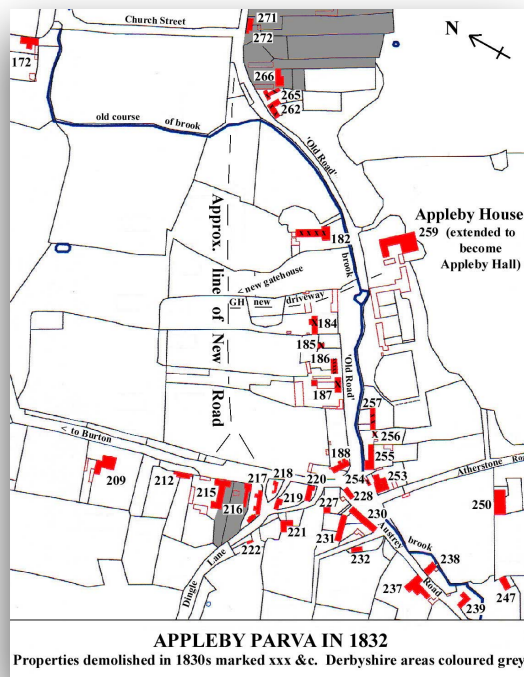 Church Street
271
272
N
172
266
265
262
old course of brook
'Old Road'
Appleby House
259 (extended to
become
Appleby Hall)
182
brook
Approx. line of New Road
< new gatehouse
GH new driveway
184
185
186
'Old Road'
187
257
256
255
< to Burton
188
254
253
Atherstone Road
209
212
215
216
217
218
219
220
227
228
230
250
222
221
231
232
Dingle Lane
Austrey Road
brook
238
237
239
247
APPLEBY PARVA IN 1832
Properties demolished in 1830s marked xxx &c. Derbyshire areas coloured grey